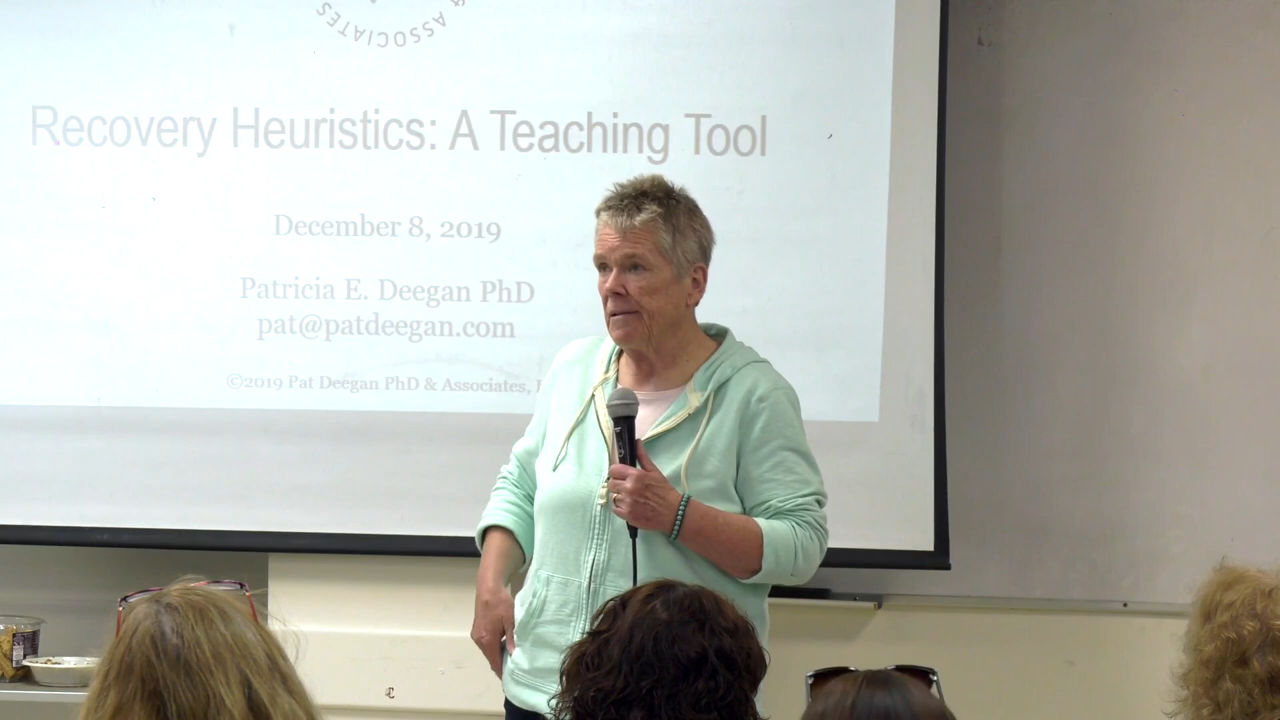 & ASSOCIATES
Recovery Heuristics: A Teaching Tool
December 8, 2019
Patricia E. Deegan PhD
pat@patdeegan.com
©2019 Pat Deegan PhD & Associates,